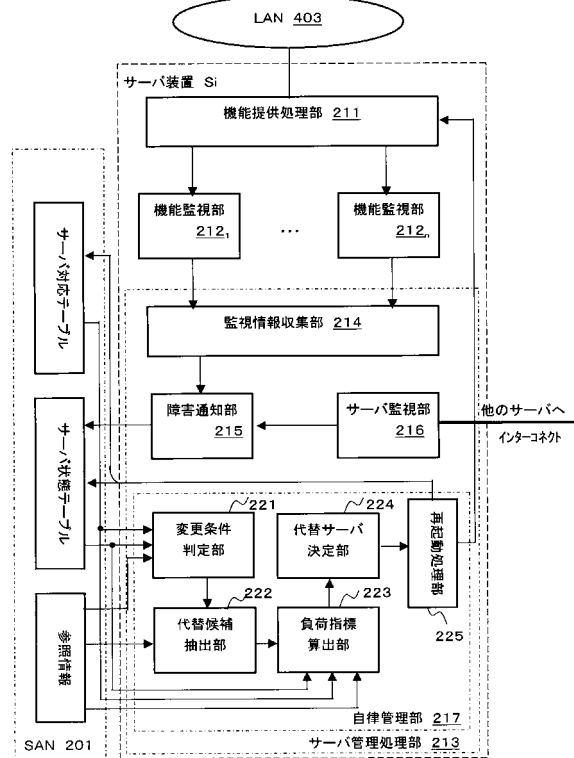 LAN 403
サーバ装置 Si
機能提供処理部 211
機能監視部
212₁
...
機能監視部
212ₙ
サーバ対応テーブル
監視情報収集部 214
障害通知部
215
サーバ監視部
216
他のサーバへ
インターコネクト
サーバ状態テーブル
221
変更条件
判定部
224
代替サーバ
決定部
再起動処理部
225
222
代替候補
抽出部
223
負荷指標
算出部
参照情報
自律管理部 217
サーバ管理処理部 213
SAN 201